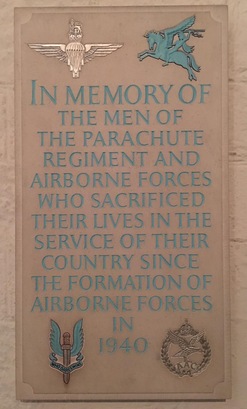 IN MEMORY OF
THE MEN OF
THE PARACHUTE
REGIMENT AND
AIRBORNE FORCES
WHO SACRIFICED
THEIR LIVES IN THE
SERVICE OF THEIR
COUNTRY SINCE
THE FORMATION OF
AIRBORNE FORCES
IN
1940